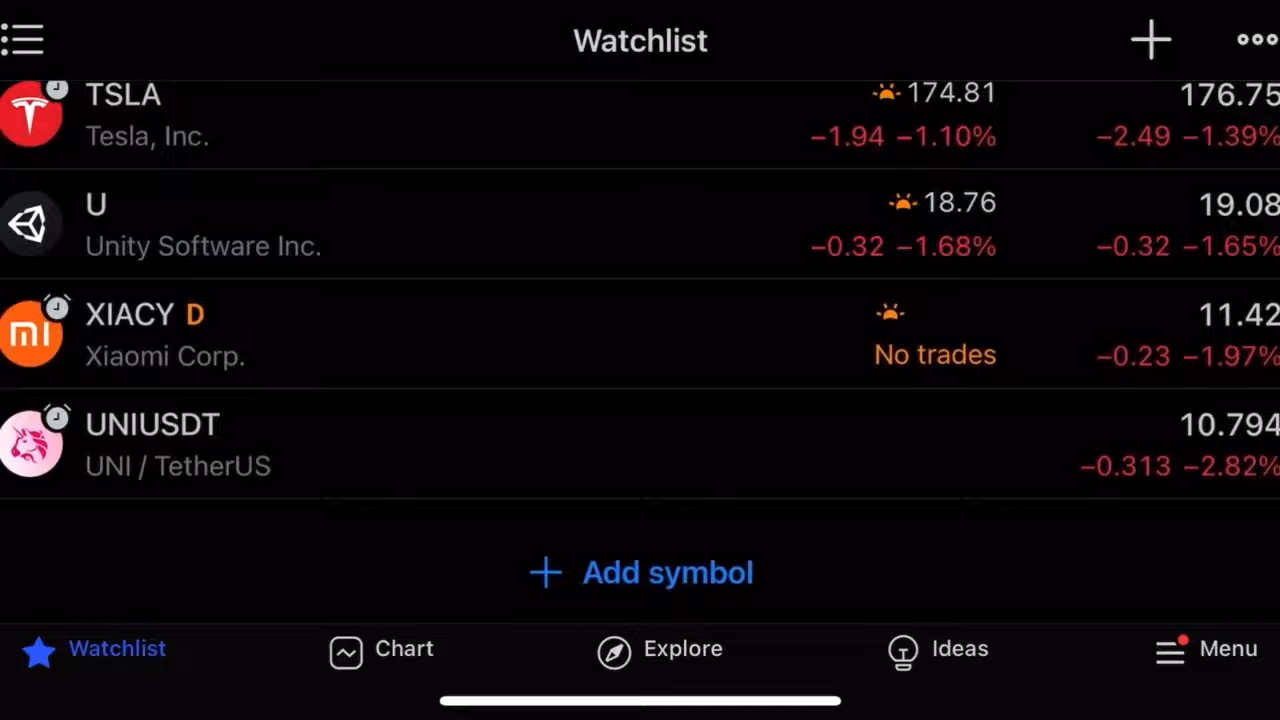 Watchlist
TSLA 174.81 176.75
Tesla, Inc. −1.94 −1.10% −2.49 −1.39%
U 18.76 19.08
Unity Software Inc. −0.32 −1.68% −0.32 −1.65%
XIACY D 11.42
mi Xiaomi Corp. No trades −0.23 −1.97%
UNIUSDT 10.794
UNI / TetherUS −0.313 −2.82%
Add symbol
Watchlist Chart Explore Ideas Menu